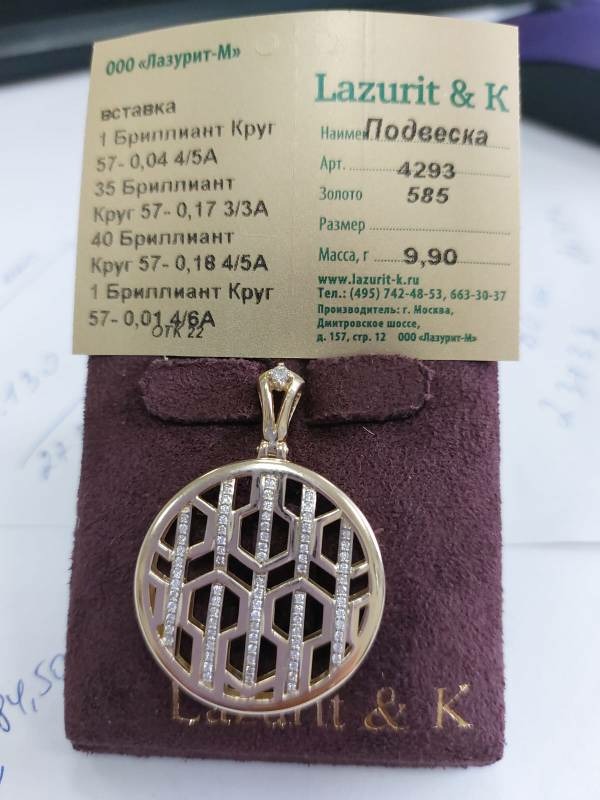 ООО «Лазурит-М»
вставка
1 Бриллиант Круг
57- 0,04 4/5А
35 Бриллиант
Круг 57- 0,17 3/3А
40 Бриллиант
Круг 57- 0,18 4/5А
1 Бриллиант Круг
57- 0,01 4/6А
ОТК 22
Lazurit & K
Подвеска
Арт. 4293
Золото 585
Размер
Масса, г 9,90
www.lazurit-k.ru
Тел.: (495) 742-48-53, 663-30-37
Производитель: г. Москва,
Дмитровское шоссе,
д. 157, стр. 12 ООО «Лазурит-М»
Lazurit & K